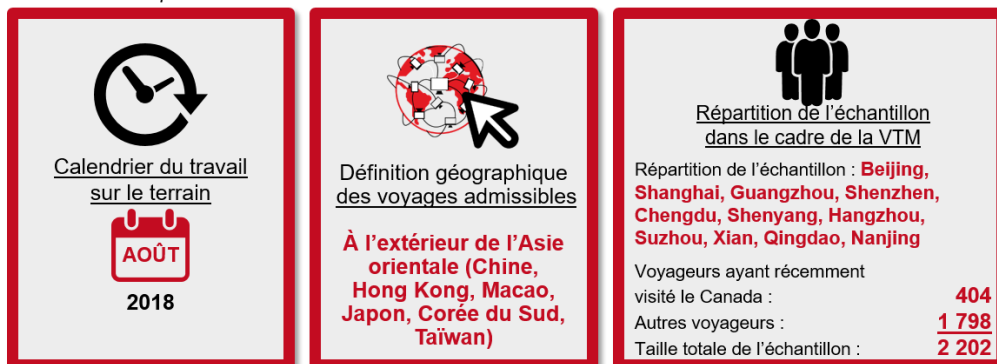 Calendrier du travail
sur le terrain
AOÛT
2018
Définition géographique
des voyages admissibles
À l'extérieur de l'Asie
orientale (Chine,
Hong Kong, Macao,
Japon, Corée du Sud,
Taïwan)
Répartition de l'échantillon
dans le cadre de la VTM
Répartition de l'échantillon : Beijing,
Shanghai, Guangzhou, Shenzhen,
Chengdu, Shenyang, Hangzhou,
Suzhou, Xian, Qingdao, Nanjing
Voyageurs ayant récemment
visité le Canada : 404
Autres voyageurs : 1 798
Taille totale de l'échantillon : 2 202